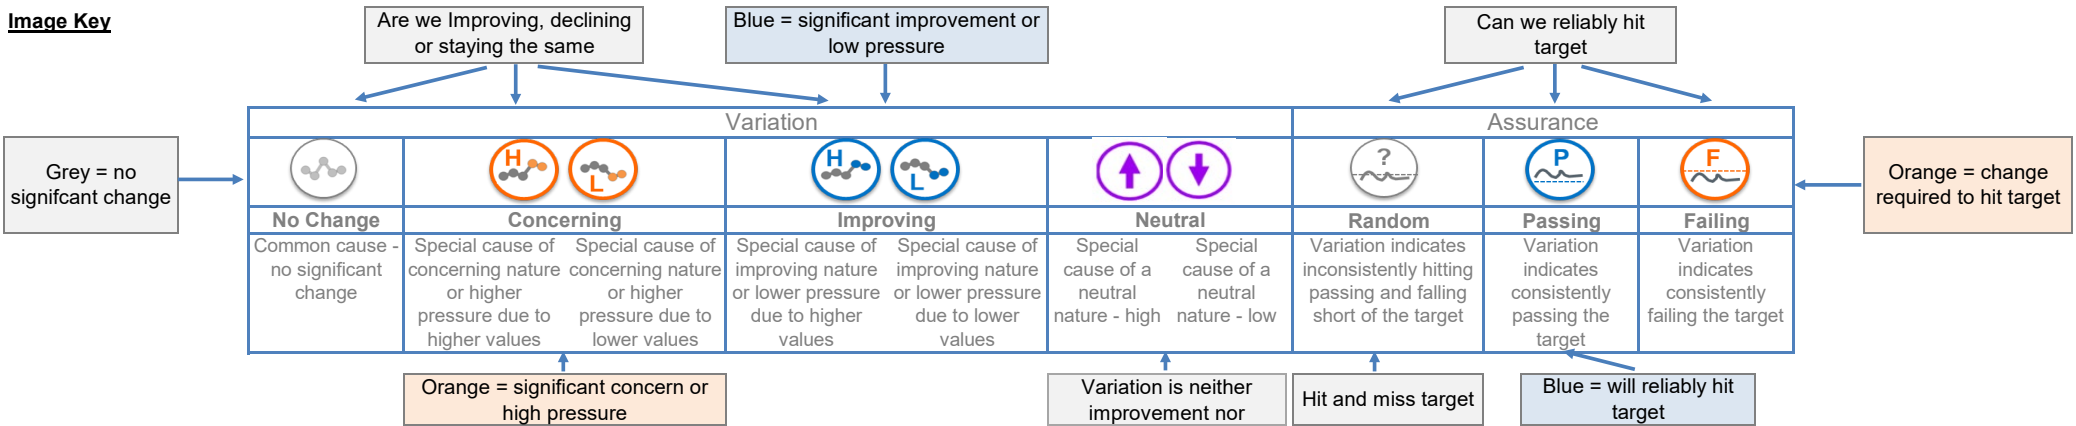 Image Key
Are we Improving, declining
or staying the same
Blue = significant improvement or
low pressure
Can we reliably hit
target
Variation
Assurance
Grey = no
signifcant change
H
L
H
L
?
P
F
Orange = change
required to hit target
No Change
Concerning
Improving
Neutral
Random
Passing
Failing
Common cause -
no significant
change
Special cause of
concerning nature
or higher
pressure due to
higher values
Special cause of
concerning nature
or higher
pressure due to
lower values
Special cause of
improving nature
or lower pressure
due to higher
values
Special cause of
improving nature
or lower pressure
due to lower
values
Special
cause of a
neutral
nature - high
Special
cause of a
neutral
nature - low
Variation indicates
inconsistently hitting
passing and falling
short of the target
Variation
indicates
consistently
passing the
target
Variation
indicates
consistently
failing the target
Orange = significant concern or
high pressure
Variation is neither
improvement nor
Hit and miss target
Blue = will reliably hit
target